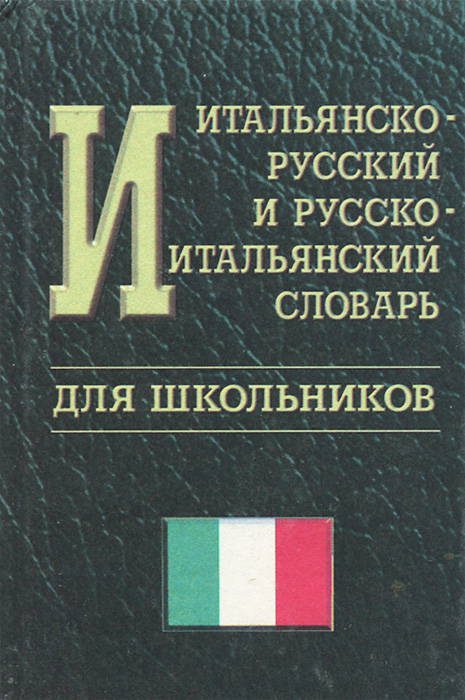 И
ИТАЛЬЯНСКО-
РУССКИЙ
И РУССКО-
ИТАЛЬЯНСКИЙ
СЛОВАРЬ
ДЛЯ ШКОЛЬНИКОВ